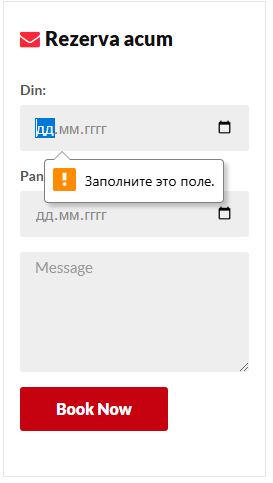 Rezerva acum
Din:
дд.мм.гггг
Заполните это поле.
Pan
дд.мм.гггг
Message
Book Now